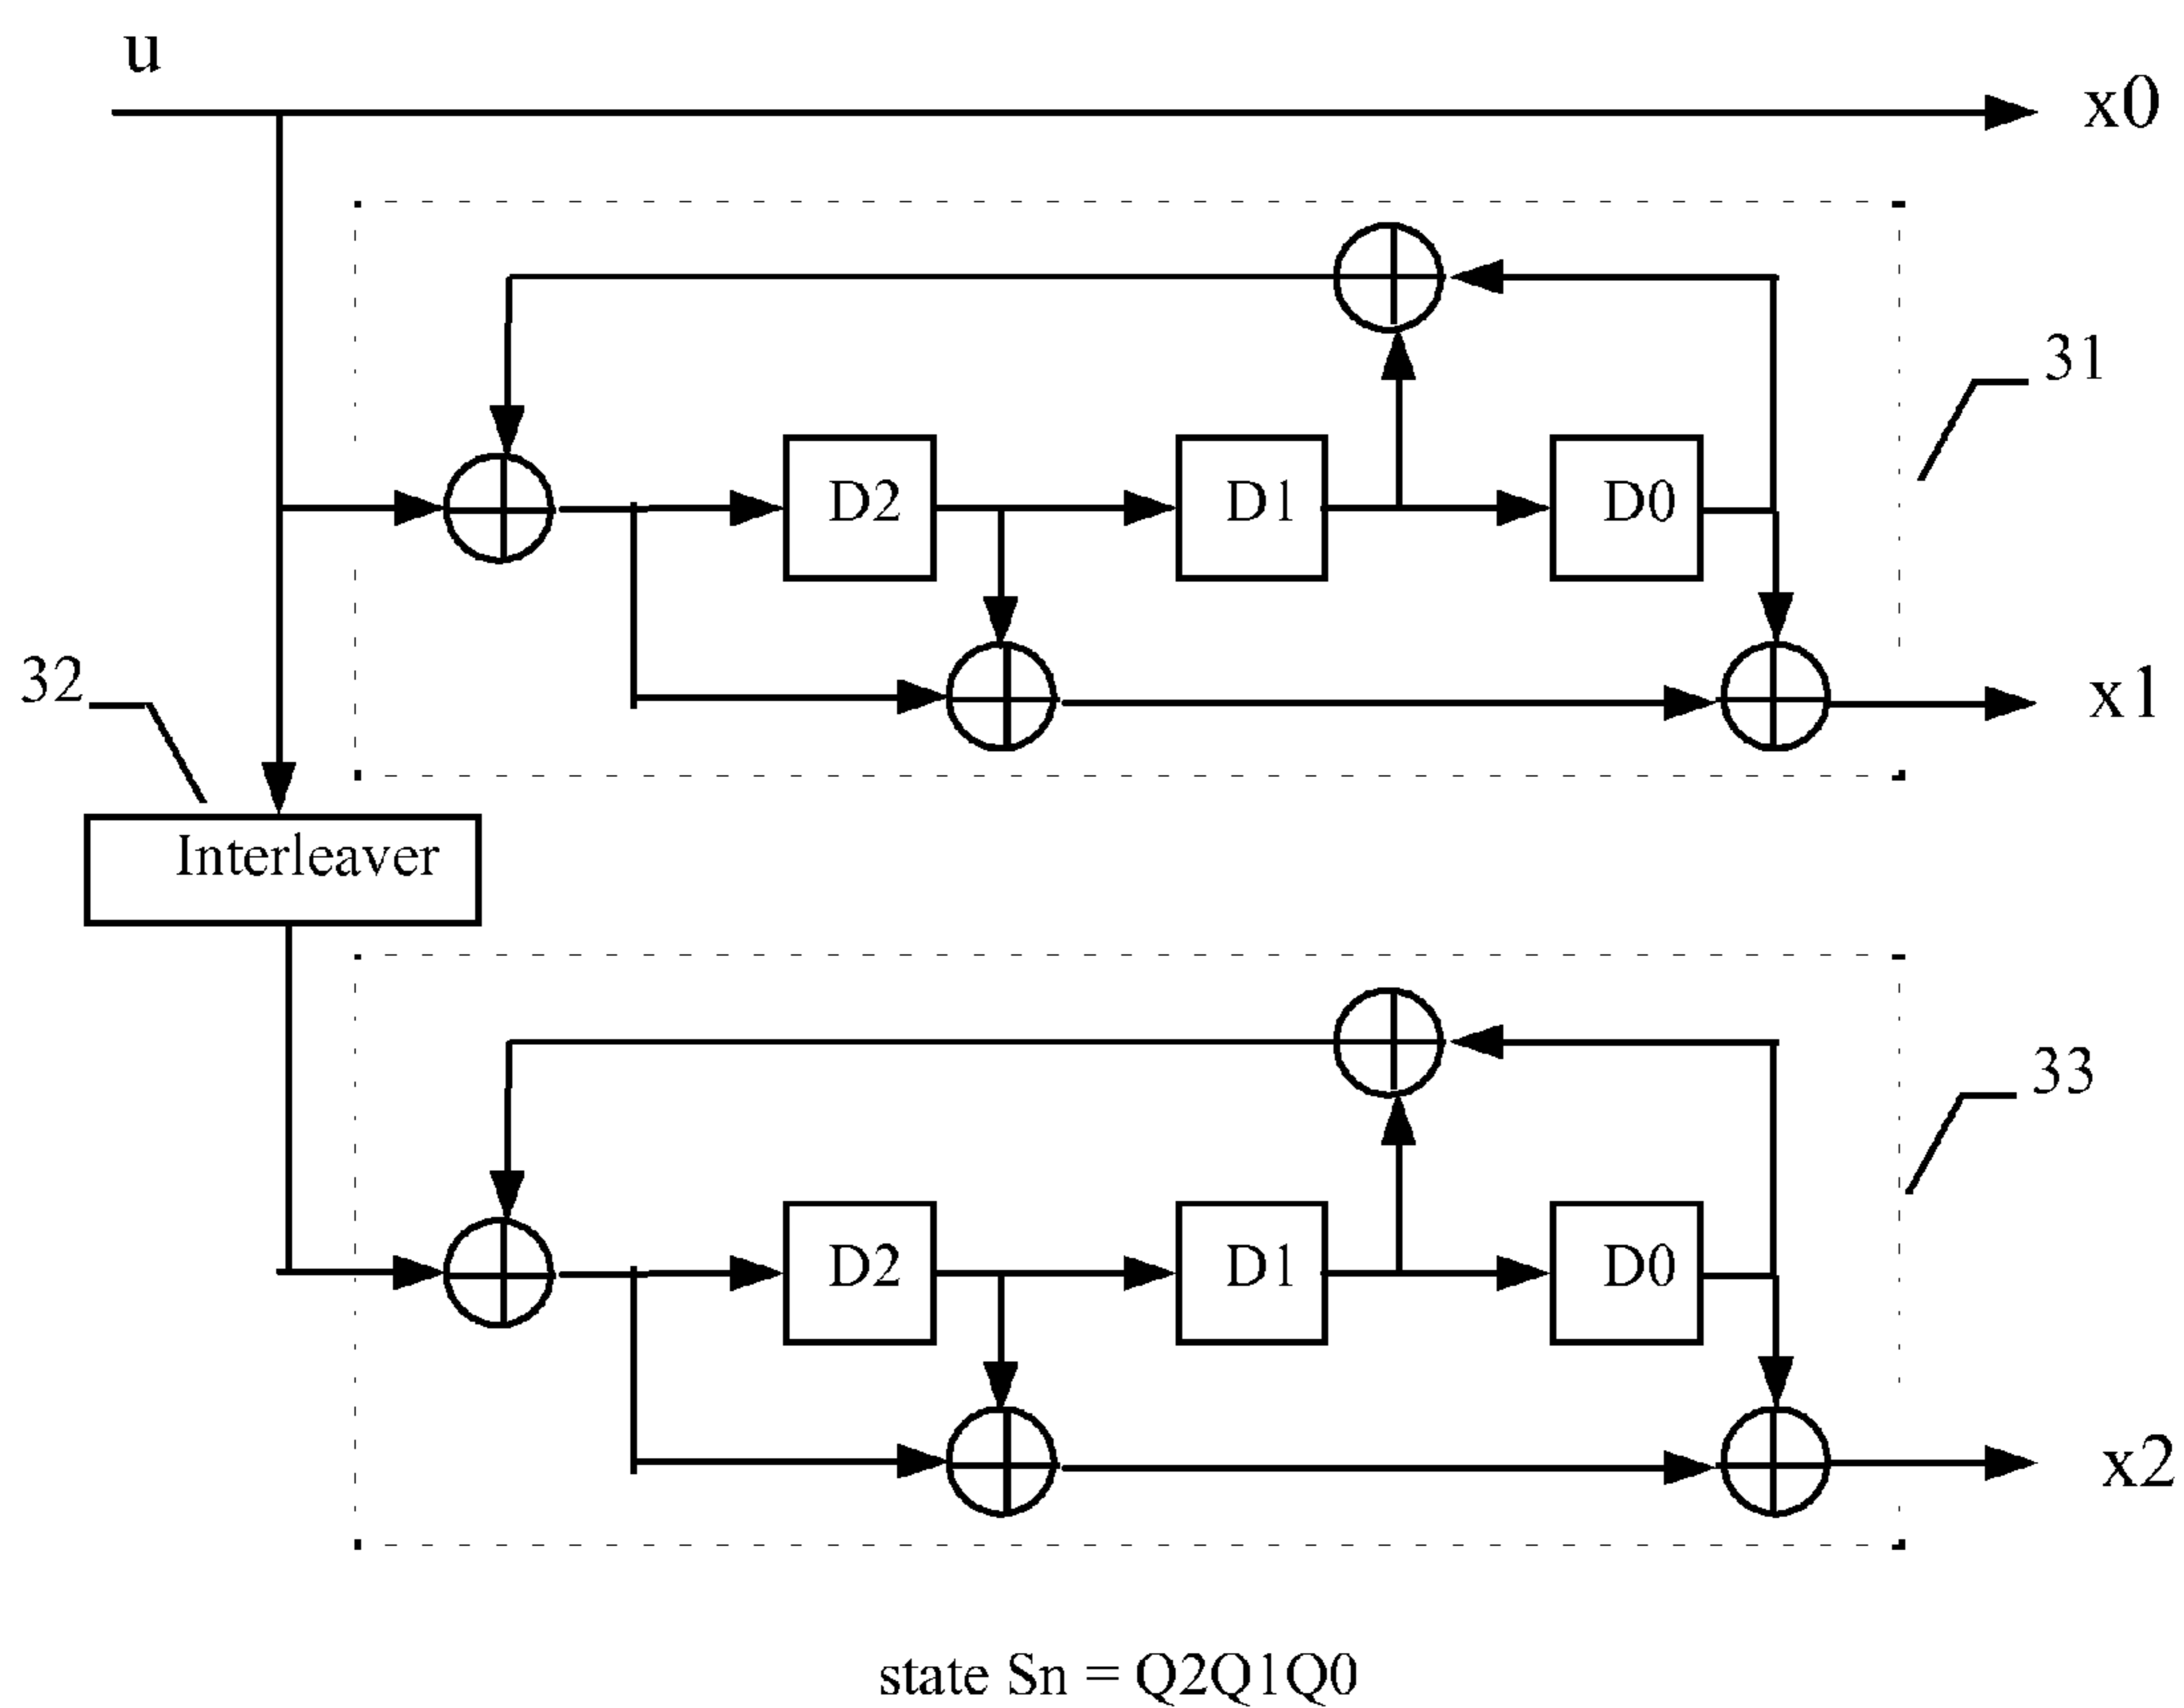 u
x0
31
D2
D1
D0
32
x1
Interleaver
33
D2
D1
D0
x2
state Sn = Q2Q1Q0